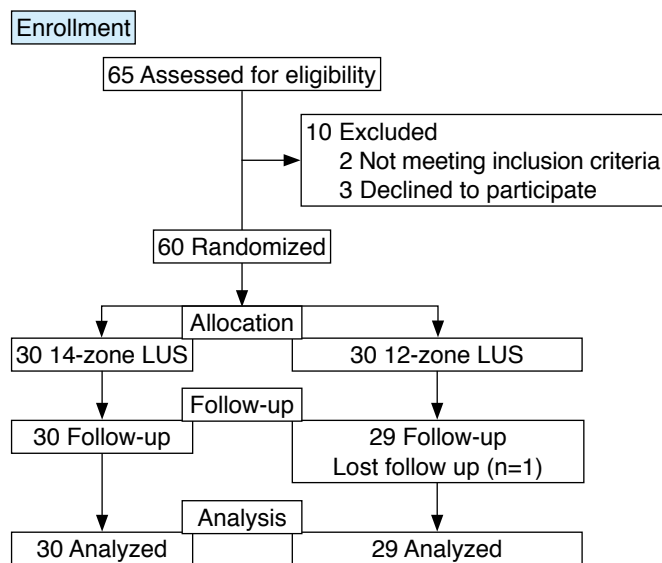 Enrollment
65 Assessed for eligibility
10 Excluded
2 Not meeting inclusion criteria
3 Declined to participate
60 Randomized
Allocation
30 14-zone LUS
30 12-zone LUS
Follow-up
30 Follow-up
29 Follow-up
Lost follow up (n=1)
Analysis
30 Analyzed
29 Analyzed